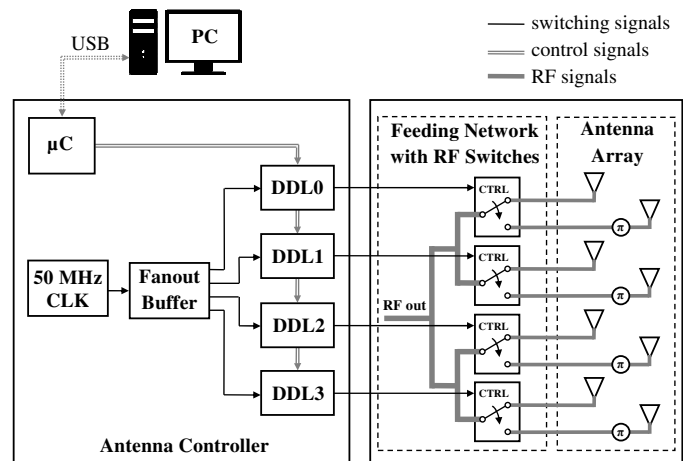 PC
USB
switching signals
control signals
RF signals
µC
Feeding Network
with RF Switches
Antenna
Array
DDL0
CTRL
π
DDL1
CTRL
π
50 MHz
CLK
Fanout
Buffer
RF out
DDL2
CTRL
π
DDL3
CTRL
π
Antenna Controller